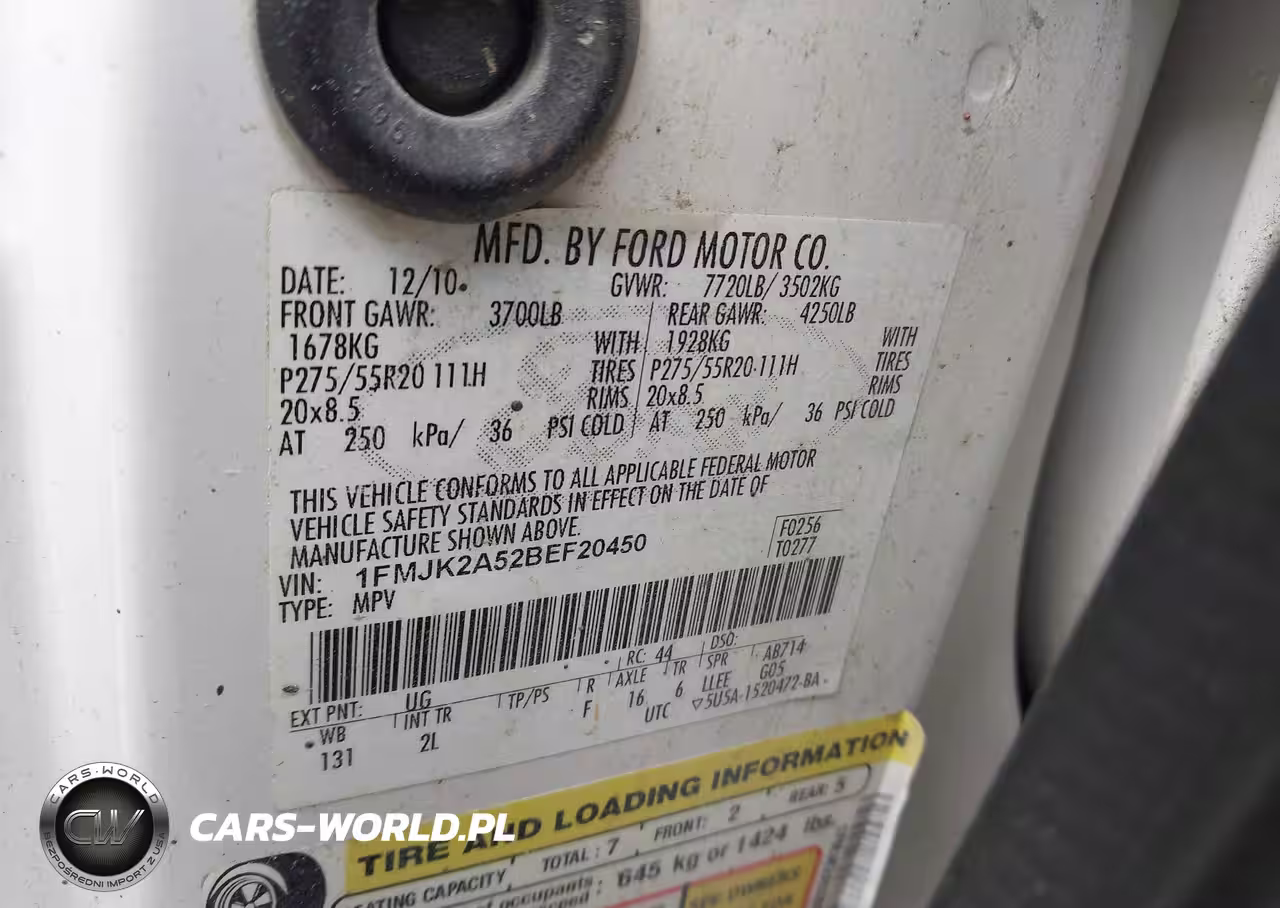 MFD. BY FORD MOTOR CO.
DATE: 12/10 GVWR: 7720LB/ 3502KG
FRONT GAWR: 3700LB REAR GAWR: 4250LB
1678KG WITH 1928KG WITH
P275/55R20 111H TIRES P275/55R20 111H TIRES
20x8.5 RIMS 20x8.5 RIMS
AT 250 kPa/ 36 PSI COLD AT 250 kPa/ 36 PSI COLD
THIS VEHICLE CONFORMS TO ALL APPLICABLE FEDERAL MOTOR
VEHICLE SAFETY STANDARDS IN EFFECT ON THE DATE OF
MANUFACTURE SHOWN ABOVE.
F0256
T0277
VIN: 1FMJK2A52BEF20450
TYPE: MPV
EXT PNT: UG RC: 44 DSO:
WB INT TR TP/PS R AXLE TR SPR AB714
131 2L F 16 6 LLEE G05
UTC ▽5U5A-1520472-BA
TIRE AND LOADING INFORMATION
SEATING CAPACITY TOTAL: 7 FRONT: 2 REAR: 5
occupants: 645 kg or 1424 lbs.
CARS-WORLD
CW
BEZPOŚREDNI IMPORT Z USA
CARS-WORLD.PL